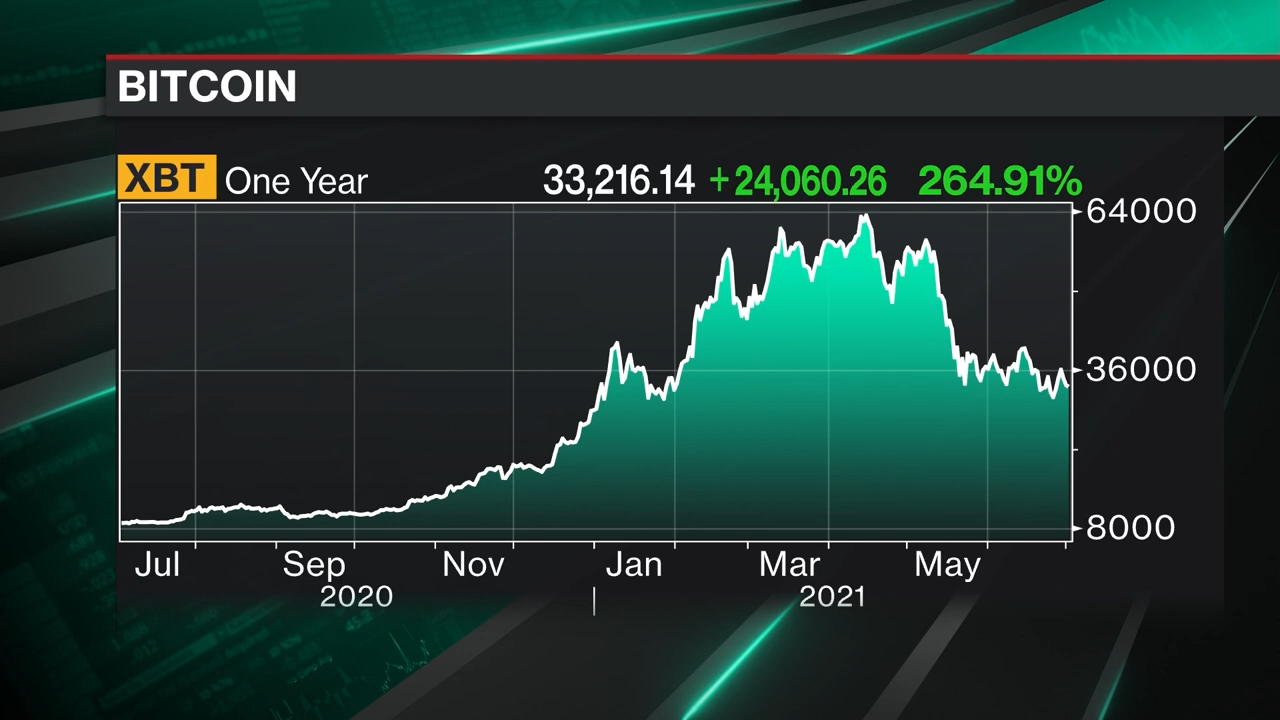 BITCOIN
XBT One Year 33,216.14 +24,060.26 264.91%
64000
36000
8000
Jul Sep Nov Jan Mar May
2020 2021